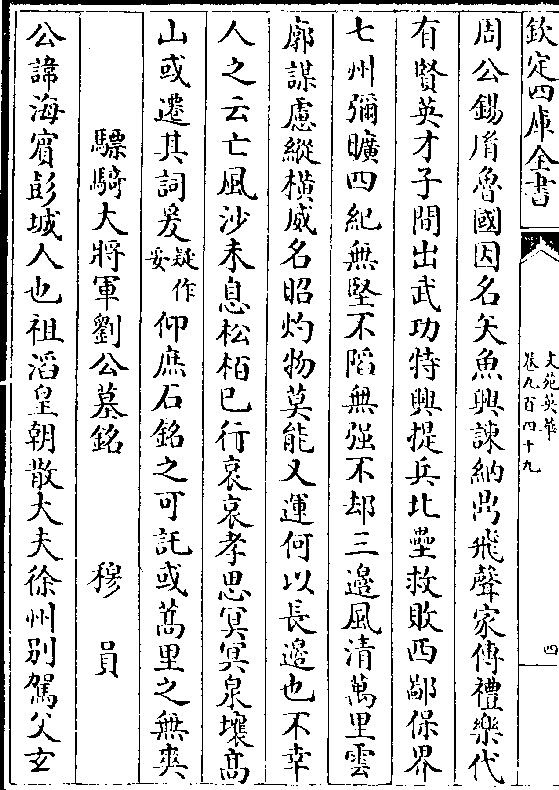 欽定四庫全書
文苑英華
卷九百四十九
四
周公錫胤魯國因名矢魚興諫納卨飛聲家傳禮樂代
有賢英才子間出武功特興提兵比壘救敗西鄙保界
七州彌曠四紀無堅不陷無强不却三邊風清萬里雲
廓謀慮縱横威名昭灼物莫能乂運何以長邉也不幸
人之云亡風沙未息松栢已行哀哀孝思冥冥泉壤髙
山或遷其詞爰疑作妥仰庶石銘之可託或萬里之無爽
驃騎大將軍劉公墓銘 穆員
公諱海賓彭城人也祖滔皇朝散大夫徐州别駕父玄